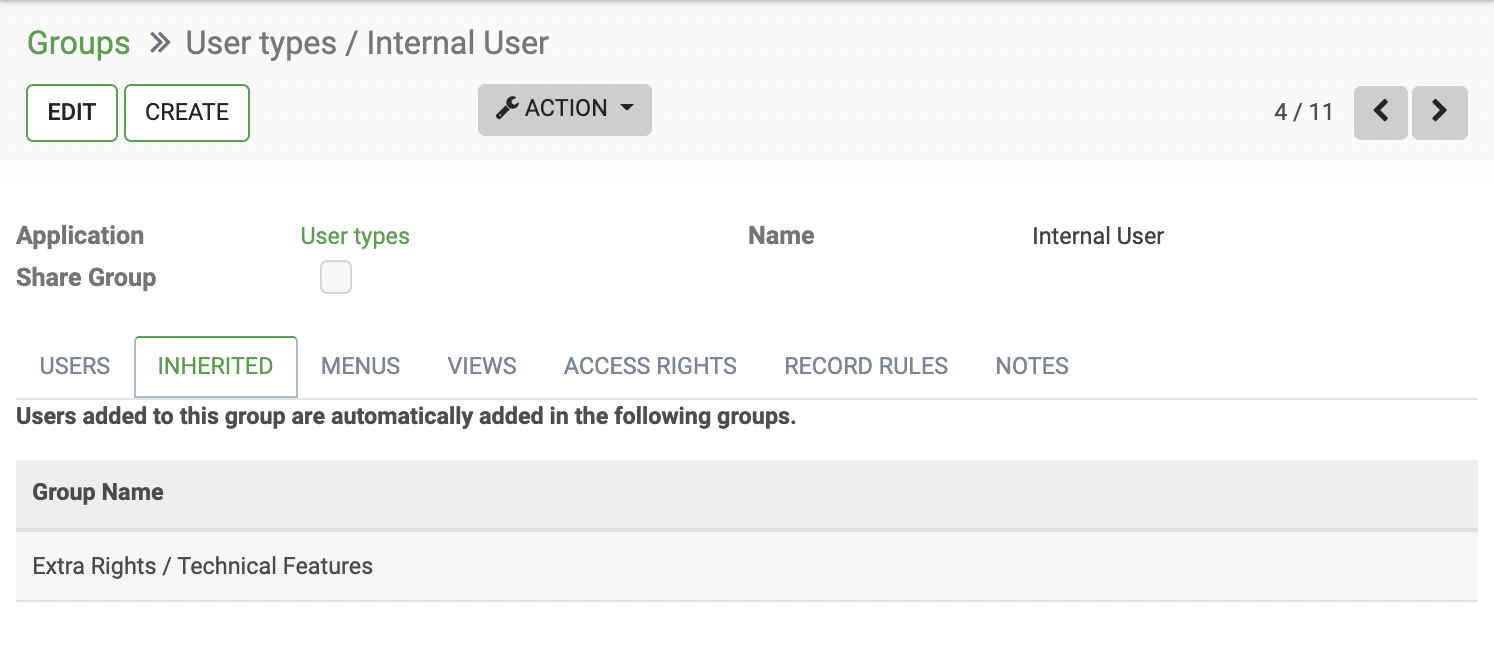 Groups » User types / Internal User
EDIT CREATE ACTION 4 / 11
Application User types Name Internal User
Share Group
USERS INHERITED MENUS VIEWS ACCESS RIGHTS RECORD RULES NOTES
Users added to this group are automatically added in the following groups.
Group Name
Extra Rights / Technical Features